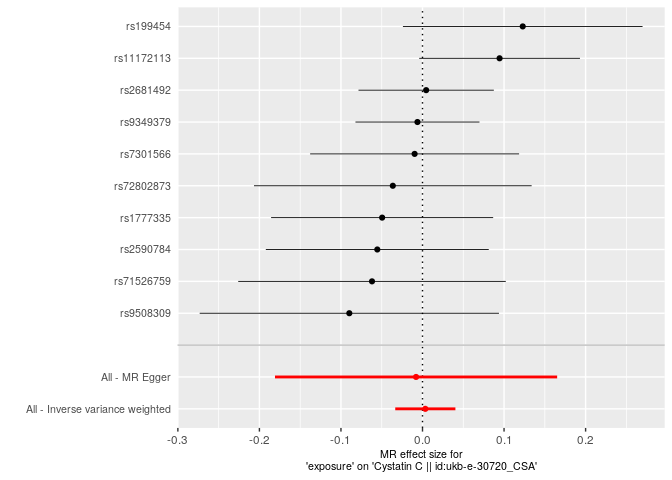 rs199454
rs11172113
rs2681492
rs9349379
rs7301566
rs72802873
rs1777335
rs2590784
rs71526759
rs9508309
All - MR Egger
All - Inverse variance weighted
-0.3 -0.2 -0.1 0.0 0.1 0.2
MR effect size for
'exposure' on 'Cystatin C || id:ukb-e-30720_CSA'